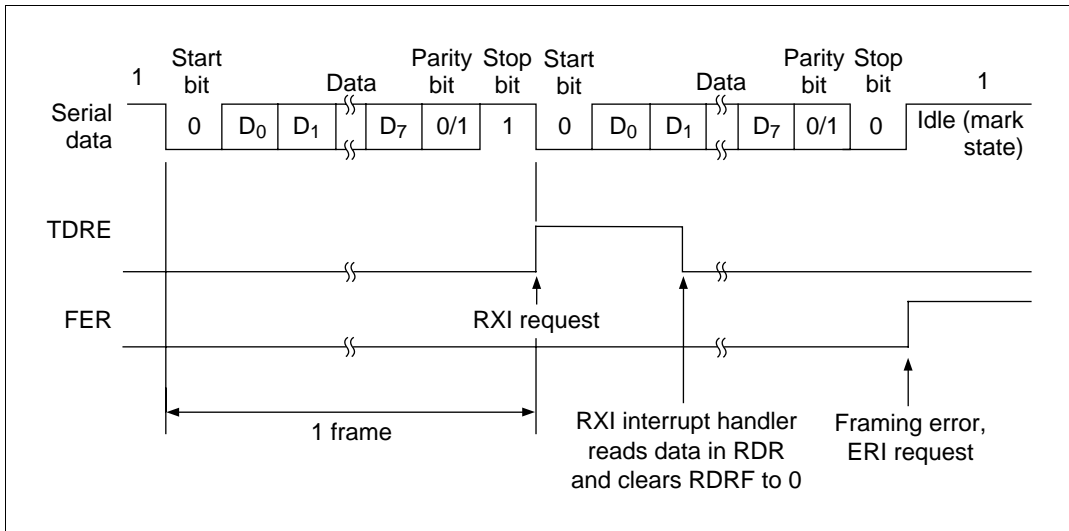 1
Start bit
Data
Parity bit
Stop bit
Start bit
Data
Parity bit
Stop bit
1
Serial data
0
D0
D1
D7
0/1
1
0
D0
D1
D7
0/1
0
Idle (mark state)
TDRE
FER
RXI request
1 frame
RXI interrupt handler
reads data in RDR
and clears RDRF to 0
Framing error,
ERI request